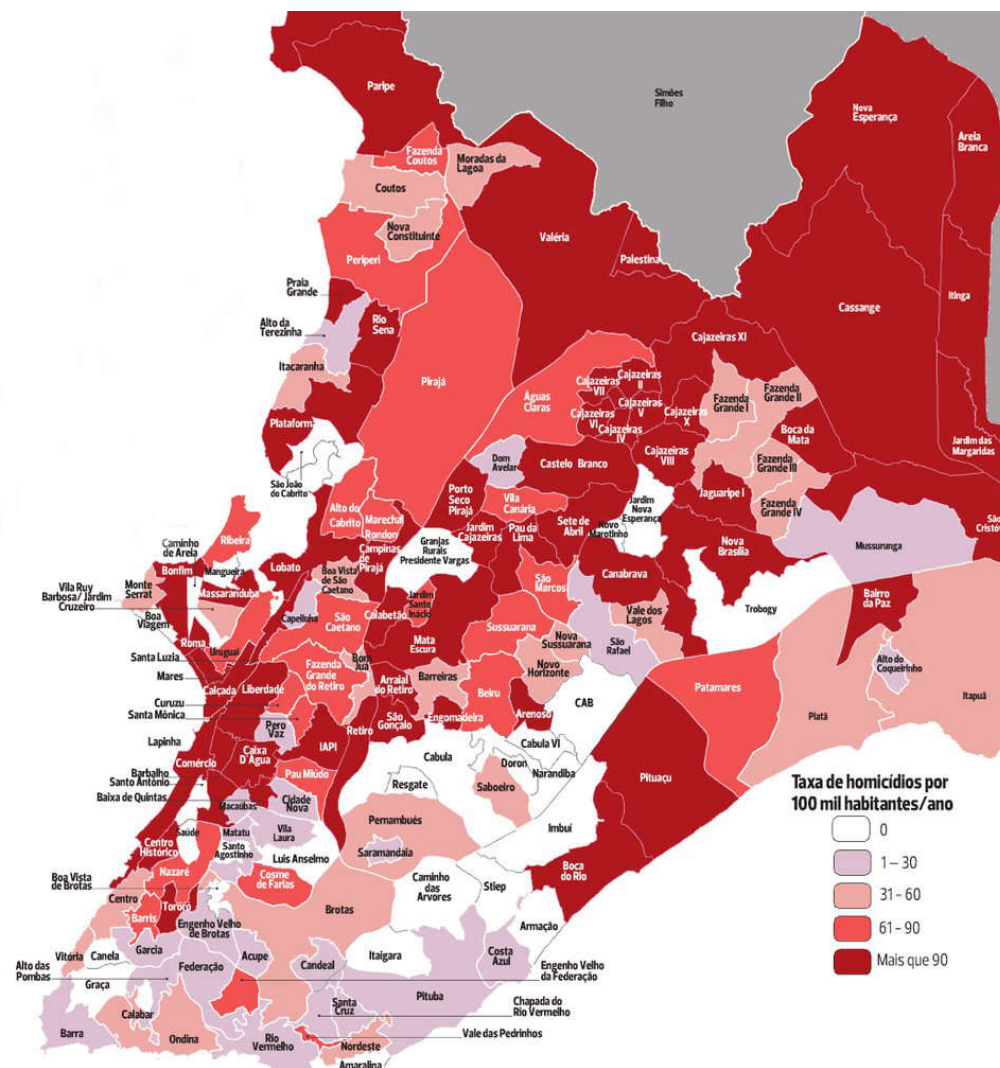 Paripe
Simões
Filho
Nova
Esperança
Areia
Branca
Fazenda
Coutos
Moradas da
Lagoa
Coutos
Nova
Constituinte
Valéria
Periperi
Palestina
Praia
Grande
Itinga
Cassange
Alto da
Terezinha
Rio
Sena
Cajazeiras XI
Itacaranha
Pirajá
Cajazeiras
VII
Cajazeiras
II
Águas
Claras
Fazenda
Grande I
Fazenda
Grande II
Cajazeiras
V
Cajazeiras
VI
Cajazeiras
IV
Cajazeiras
X
Plataforma
Boca da
Mata
Jardim das
Margaridas
Cajazeiras
VIII
Dom
Avelar
Castelo Branco
Fazenda
Grande III
São João
do Cabrito
Porto
Seco
Pirajá
Vila
Canária
Jaguaripe I
Fazenda
Grande IV
Jardim
Nova
Esperança
Alto do
Cabrito
Marechal
Rondon
Jardim
Cajazeiras
Pau da
Lima
Sete de
Abril
Novo
Marotinho
São
Cristóv
Ribeira
Caminho
de Areia
Granjas
Rurais
Presidente Vargas
Nova
Brasília
Mussurunga
Campinas
de
Pirajá
Bonfim
Mangueira
Lobato
Boa Vista
de São
Caetano
Canabrava
Vila Ruy
Barbosa/Jardim
Cruzeiro
Monte
Serrat
Massaranduba
São
Marcos
Bairro
da Paz
Trobogy
Jardim
Santo
Inácio
Boa
Viagem
Capelinha
São
Caetano
Calabetão
Vale dos
Lagos
Roma
Uruguai
Mata
Escura
Sussuarana
Nova
Sussuarana
São
Rafael
Santa Luzia
Bom
Juá
Alto do
Coqueirinho
Mares
Fazenda
Grande
do Retiro
Arraial
do Retiro
Barreiras
Novo
Horizonte
Calçada
Liberdade
Beiru
Patamares
Itapuã
Curuzu
CAB
Santa Mônica
Pero
Vaz
São
Gonçalo
Engomadeira
Arenoso
Piatã
Retiro
Lapinha
IAPI
Cabula VI
Caixa
D'Agua
Cabula
Doron
Comércio
Narandiba
Barbalho
Pau Miúdo
Pituaçu
Santo Antônio
Resgate
Saboeiro
Baixa de Quintas
Macaúbas
Cidade
Nova
Taxa de homicídios por
100 mil habitantes/ano
Pernambués
Imbuí
Saúde
Matatu
Vila
Laura
0
Centro
Histórico
Santo
Agostinho
Saramandaia
1 – 30
Luis Anselmo
Boca
do Rio
Nazaré
Boa Vista
de Brotas
Cosme
de Farias
Caminho
das
Arvores
Stiep
31 – 60
Centro
Tororó
Brotas
Barris
61 – 90
Engenho Velho
de Brotas
Armação
Garcia
Costa
Azul
Mais que 90
Vitória
Canela
Acupe
Itaigara
Alto das
Pombas
Federação
Candeal
Engenho Velho
da Federação
Graça
Pituba
Santa
Cruz
Chapada do
Rio Vermelho
Calabar
Barra
Ondina
Rio
Vermelho
Vale das Pedrinhos
Nordeste
Amaralina